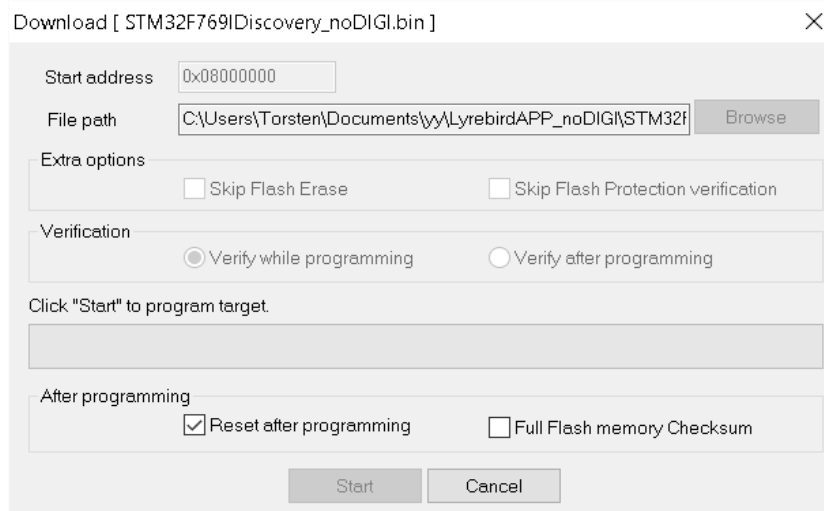 Download [ STM32F769IDiscovery_noDIGI.bin ]
Start address 0x08000000
File path C:\Users\Torsten\Documents\yy\LyrebirdAPP_noDIGI\STM32F Browse
Extra options
Skip Flash Erase Skip Flash Protection verification
Verification
Verify while programming Verify after programming
Click "Start" to program target.
After programming
Reset after programming Full Flash memory Checksum
Start Cancel